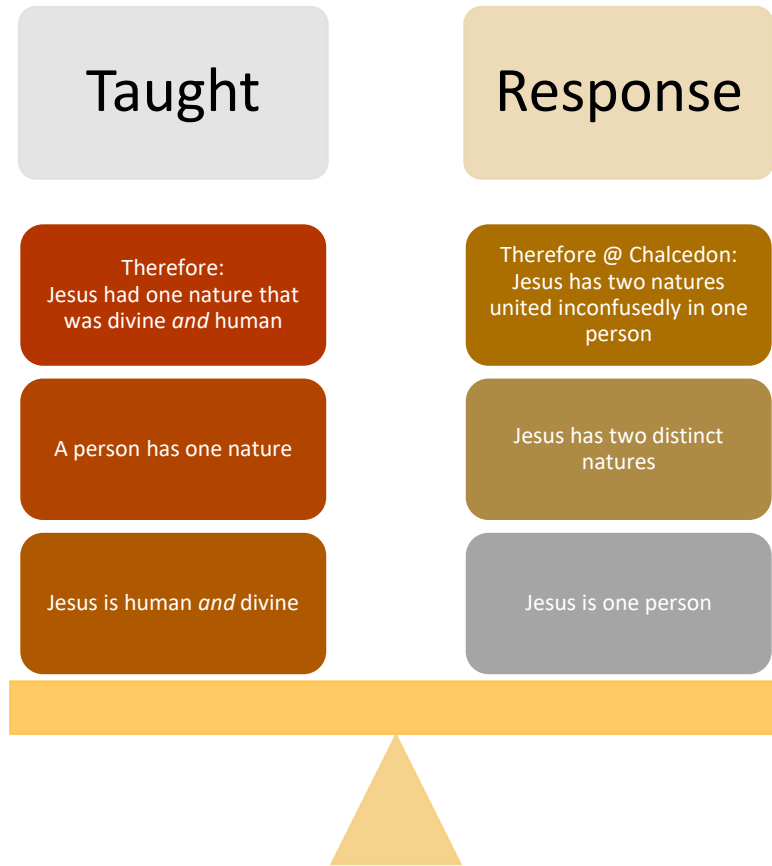 Taught
Response
Therefore:
Jesus had one nature that
was divine and human
A person has one nature
Jesus is human and divine
Therefore @ Chalcedon:
Jesus has two natures
united inconfusedly in one
person
Jesus has two distinct
natures
Jesus is one person